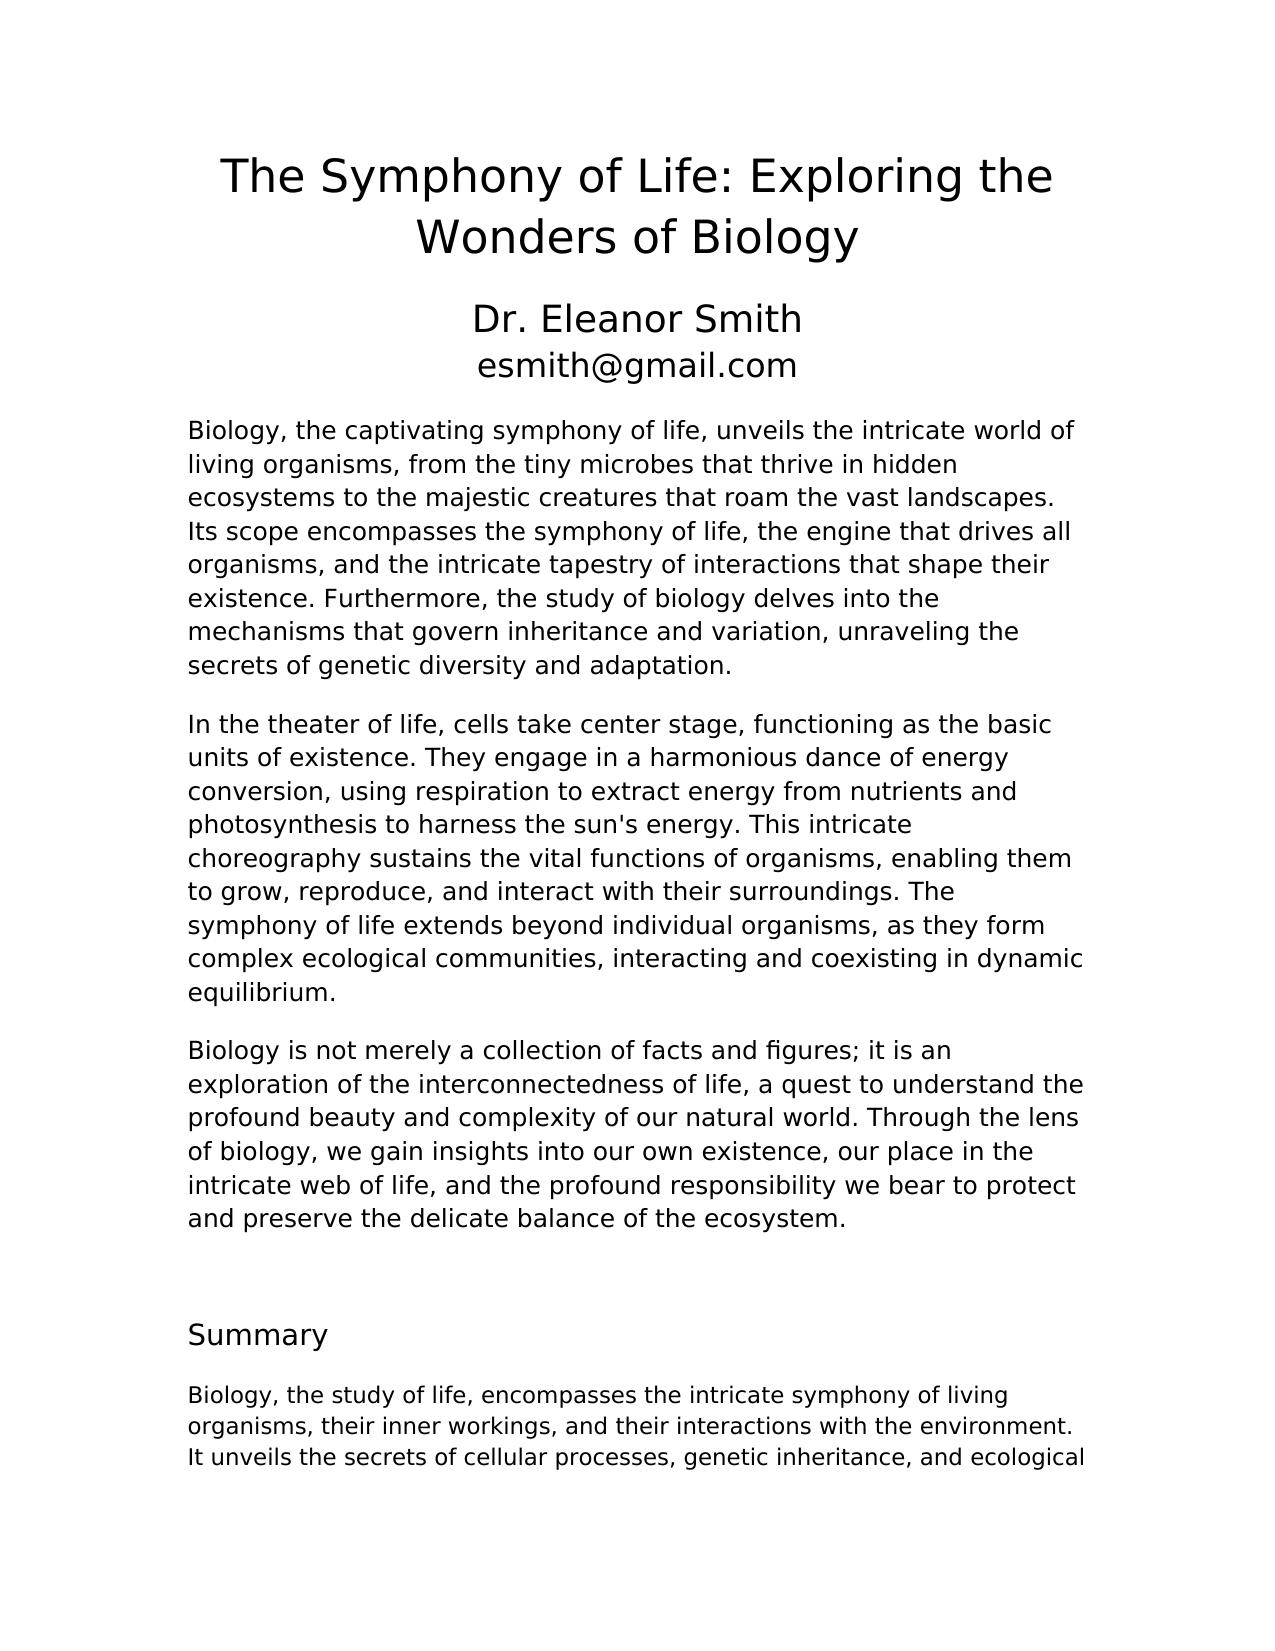 The Symphony of Life: Exploring the
Wonders of Biology
Dr. Eleanor Smith
esmith@gmail.com
Biology, the captivating symphony of life, unveils the intricate world of
living organisms, from the tiny microbes that thrive in hidden
ecosystems to the majestic creatures that roam the vast landscapes.
Its scope encompasses the symphony of life, the engine that drives all
organisms, and the intricate tapestry of interactions that shape their
existence. Furthermore, the study of biology delves into the
mechanisms that govern inheritance and variation, unraveling the
secrets of genetic diversity and adaptation.
In the theater of life, cells take center stage, functioning as the basic
units of existence. They engage in a harmonious dance of energy
conversion, using respiration to extract energy from nutrients and
photosynthesis to harness the sun's energy. This intricate
choreography sustains the vital functions of organisms, enabling them
to grow, reproduce, and interact with their surroundings. The
symphony of life extends beyond individual organisms, as they form
complex ecological communities, interacting and coexisting in dynamic
equilibrium.
Biology is not merely a collection of facts and figures; it is an
exploration of the interconnectedness of life, a quest to understand the
profound beauty and complexity of our natural world. Through the lens
of biology, we gain insights into our own existence, our place in the
intricate web of life, and the profound responsibility we bear to protect
and preserve the delicate balance of the ecosystem.
Summary
Biology, the study of life, encompasses the intricate symphony of living
organisms, their inner workings, and their interactions with the environment.
It unveils the secrets of cellular processes, genetic inheritance, and ecological